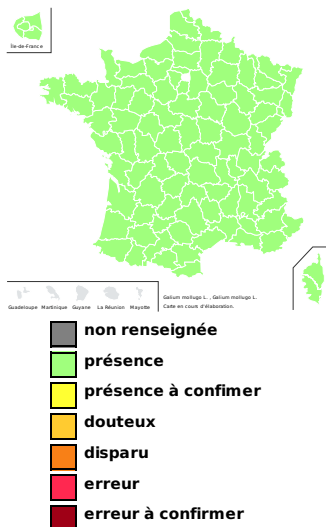 Île-de-France
Guadeloupe Martinique Guyane La Réunion Mayotte
Galium mollugo L. , Galium mollugo L.
Carte en cours d'élaboration.
non renseignée
présence
présence à confimer
douteux
disparu
erreur
erreur à confirmer